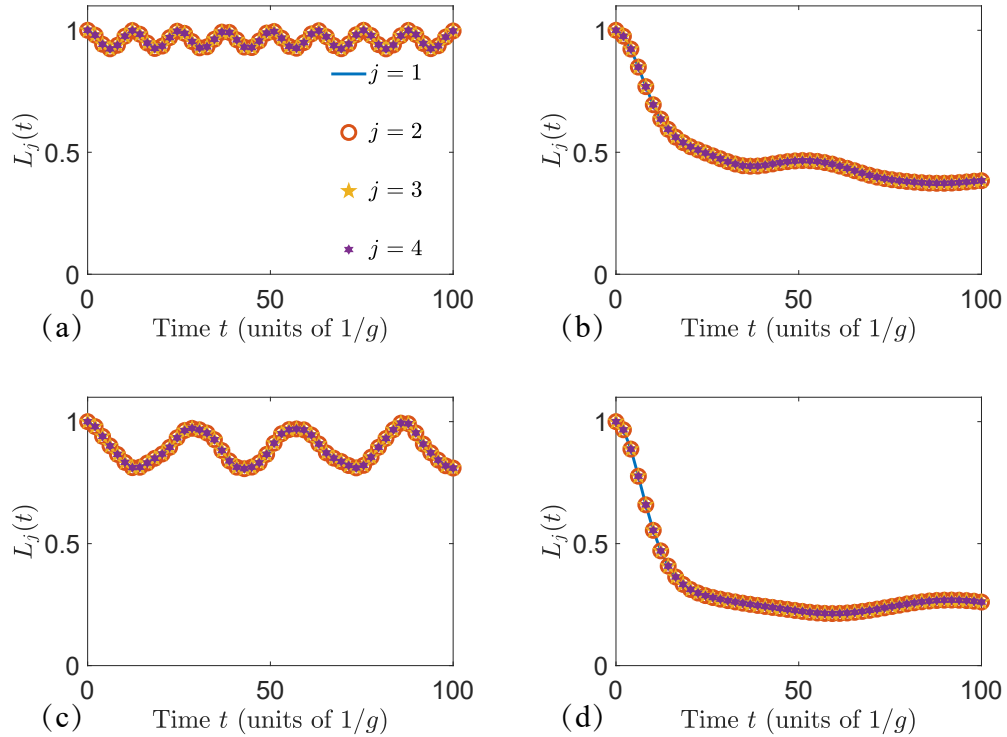 1
0.5
0
L_j(t)
j = 1
j = 2
j = 3
j = 4
0
50
100
Time t (units of 1/g)
(a)
1
0.5
0
L_j(t)
0
50
100
Time t (units of 1/g)
(b)
1
0.5
0
L_j(t)
0
50
100
Time t (units of 1/g)
(c)
1
0.5
0
L_j(t)
0
50
100
Time t (units of 1/g)
(d)